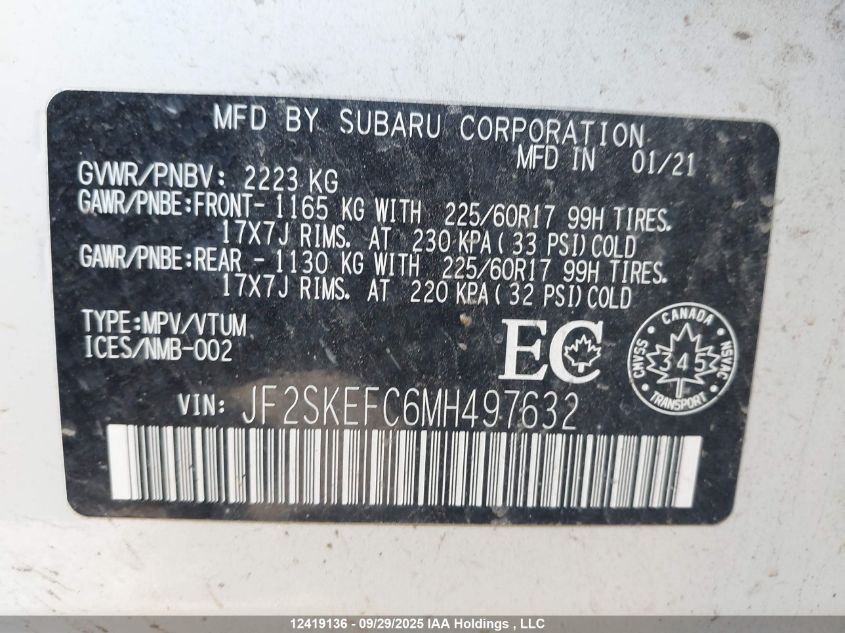 MFD BY SUBARU CORPORATION
MFD IN 01/21
GVWR/PNBV: 2223 KG
GAWR/PNBE:FRONT- 1165 KG WITH 225/60R17 99H TIRES.
17X7J RIMS. AT 230 KPA(33 PSI)COLD
GAWR/PNBE:REAR - 1130 KG WITH 225/60R17 99H TIRES.
17X7J RIMS. AT 220 KPA(32 PSI)COLD
TYPE:MPV/VTUM
ICES/NMB-002
EC
CANADA
CMVSS
345
NSVAC
TRANSPORT
VIN: JF2SKEFC6MH497632
12419136 - 09/29/2025 IAA Holdings , LLC